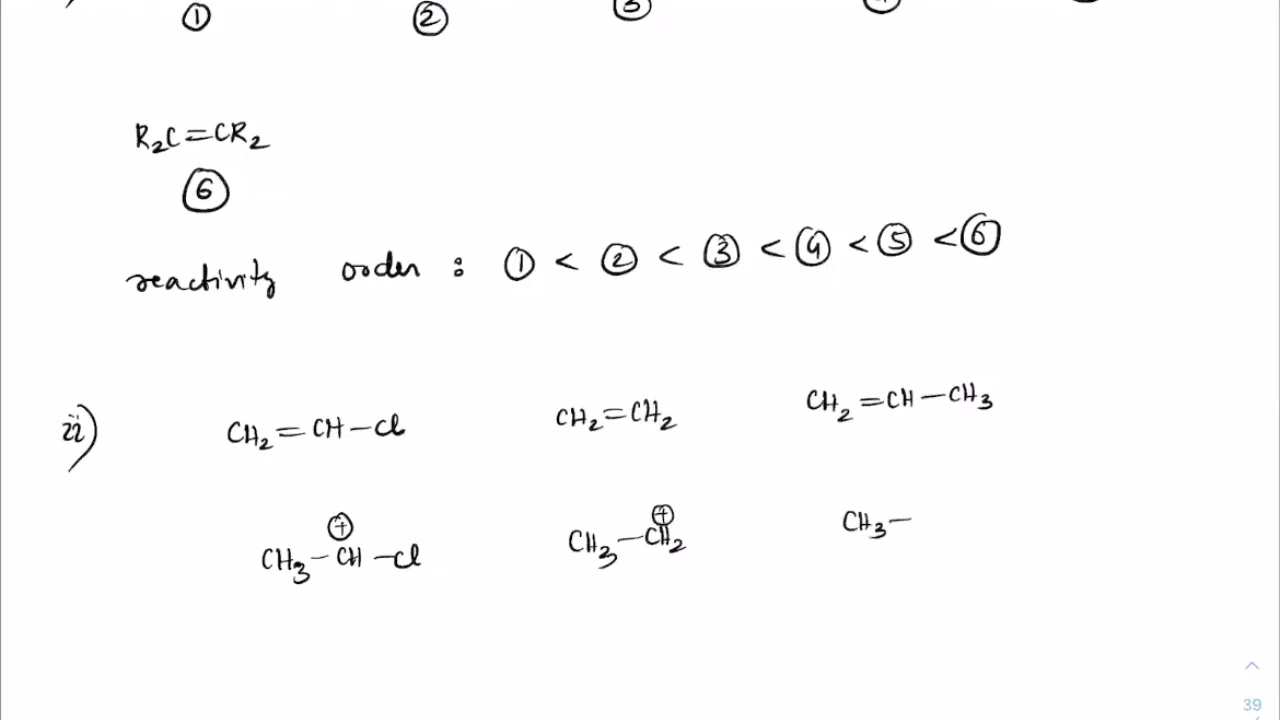 ① ② ③
R₂C=CR₂
⑥
reactivity order : ① < ② < ③ < ④ < ⑤ < ⑥
ii) CH₂=CH-Cl CH₂=CH₂ CH₂=CH-CH₃
⊕ ⊕
CH₃-CH-Cl CH₃-CH₂ CH₃-
39